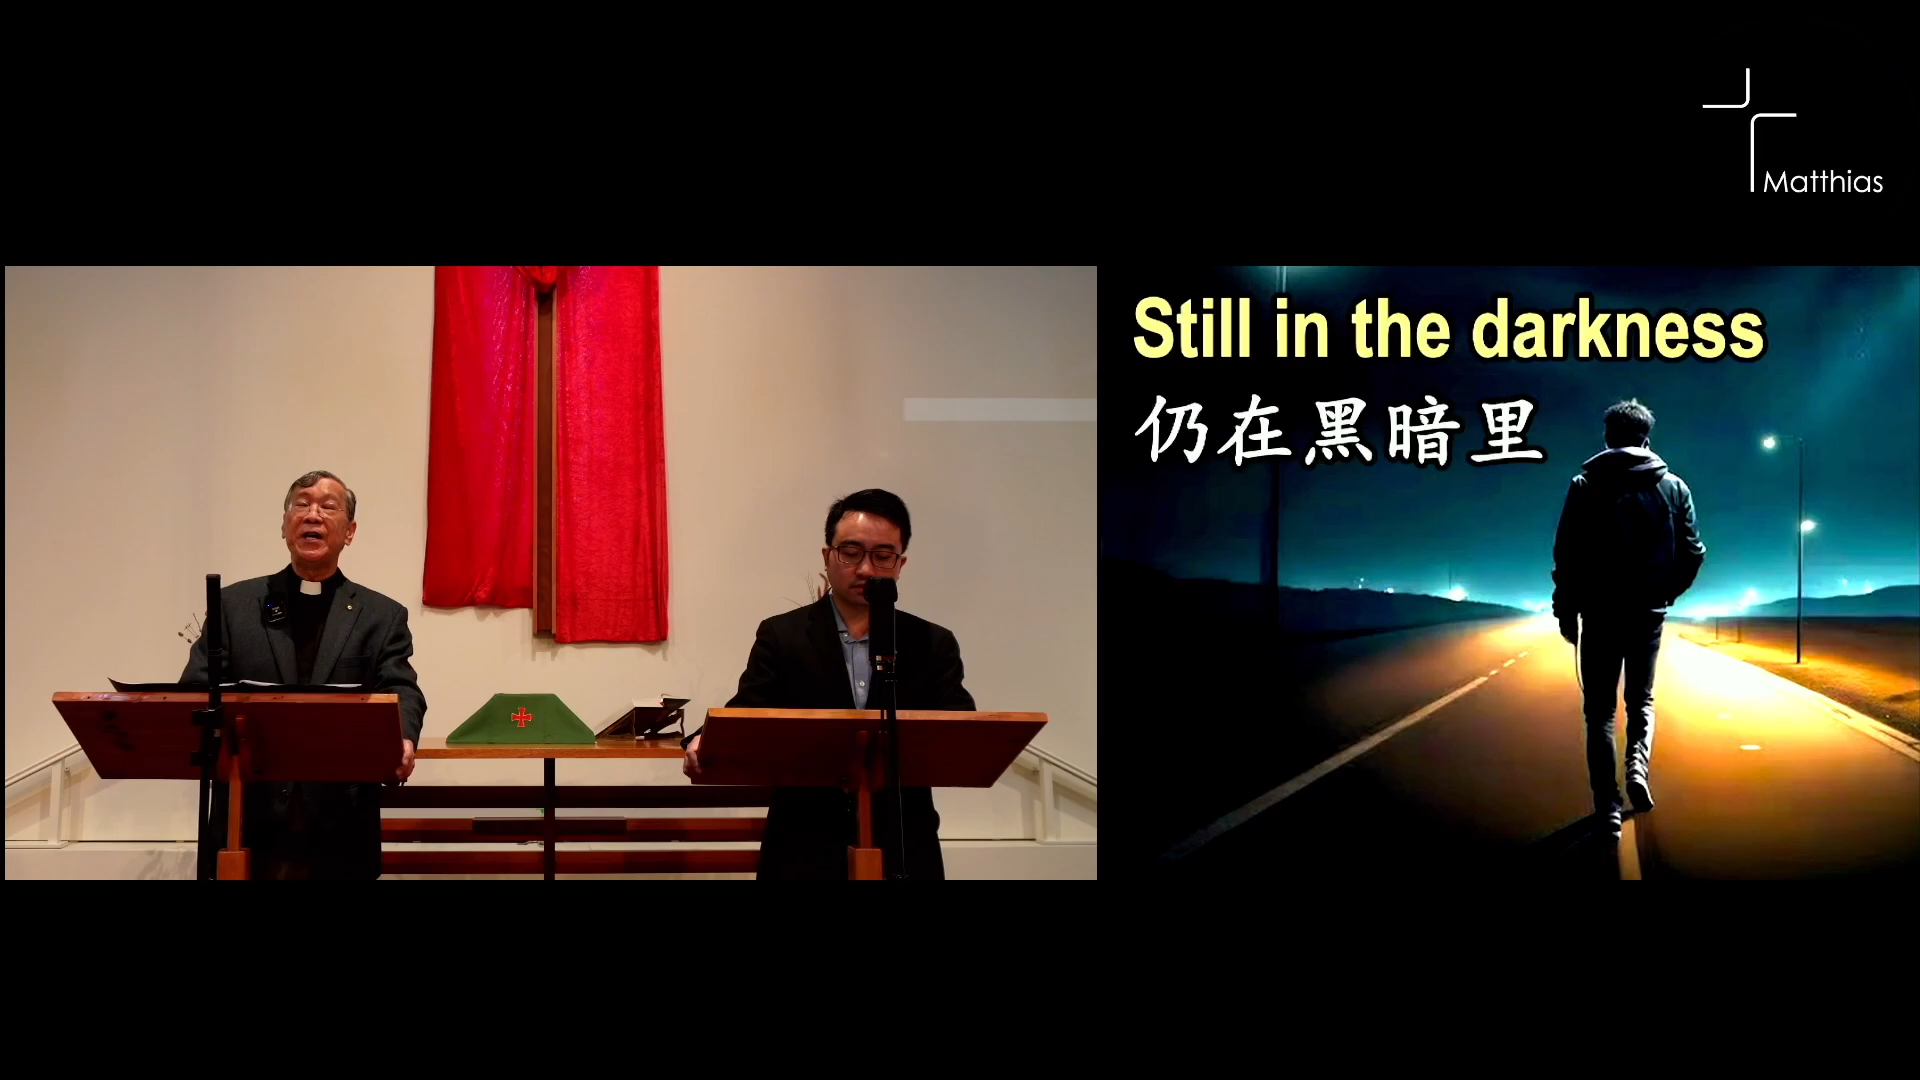 Matthias
Still in the darkness
仍在黑暗里